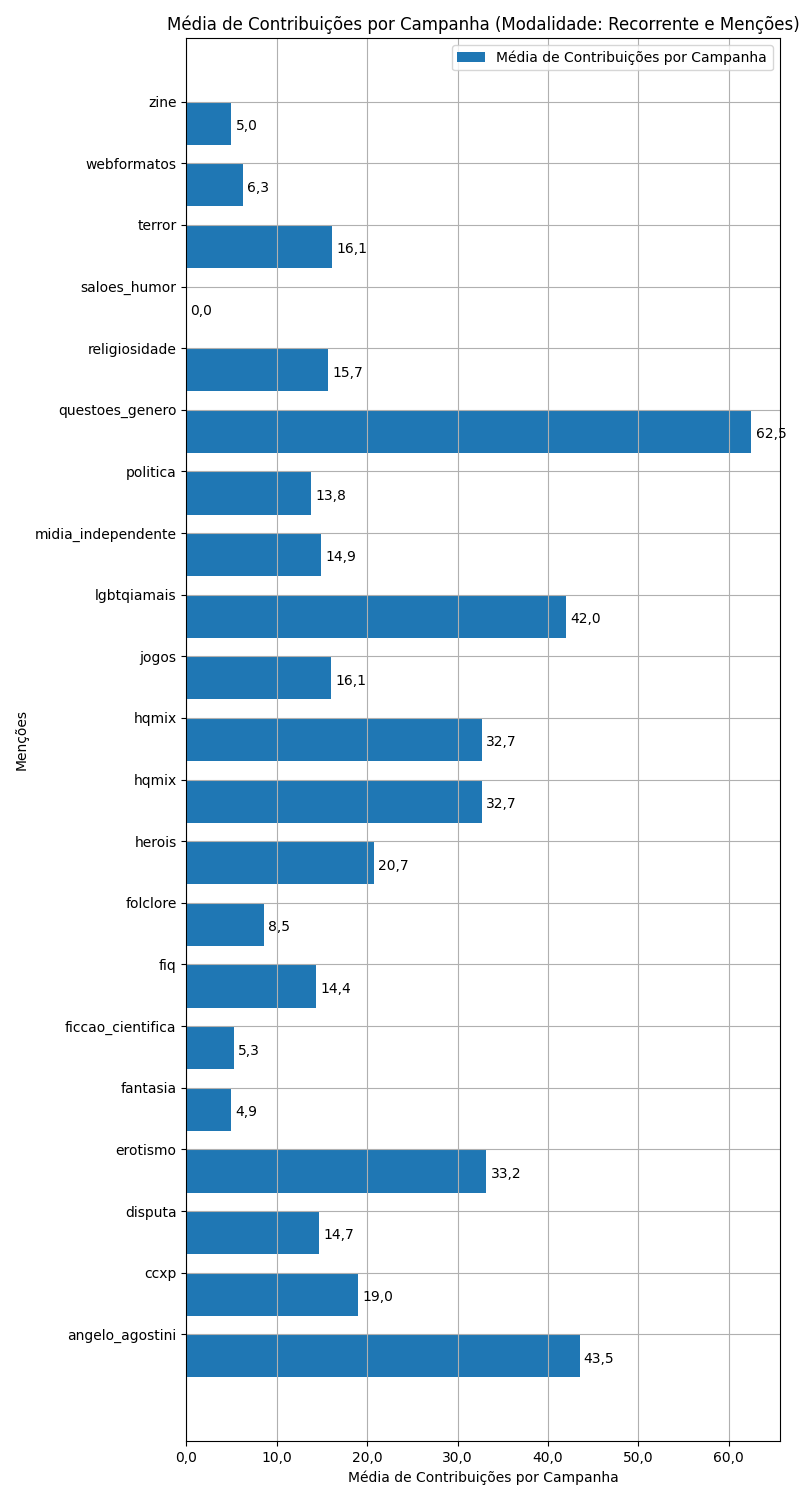 Média de Contribuições por Campanha (Modalidade: Recorrente e Menções)
Média de Contribuições por Campanha
zine
5,0
webformatos
6,3
terror
16,1
saloes_humor
0,0
religiosidade
15,7
questoes_genero
62,5
politica
13,8
midia_independente
14,9
lgbtqiamais
42,0
jogos
16,1
hqmix
32,7
hqmix
32,7
herois
20,7
folclore
8,5
fiq
14,4
ficcao_cientifica
5,3
fantasia
4,9
erotismo
33,2
disputa
14,7
ccxp
19,0
angelo_agostini
43,5
Menções
0,0 10,0 20,0 30,0 40,0 50,0 60,0
Média de Contribuições por Campanha